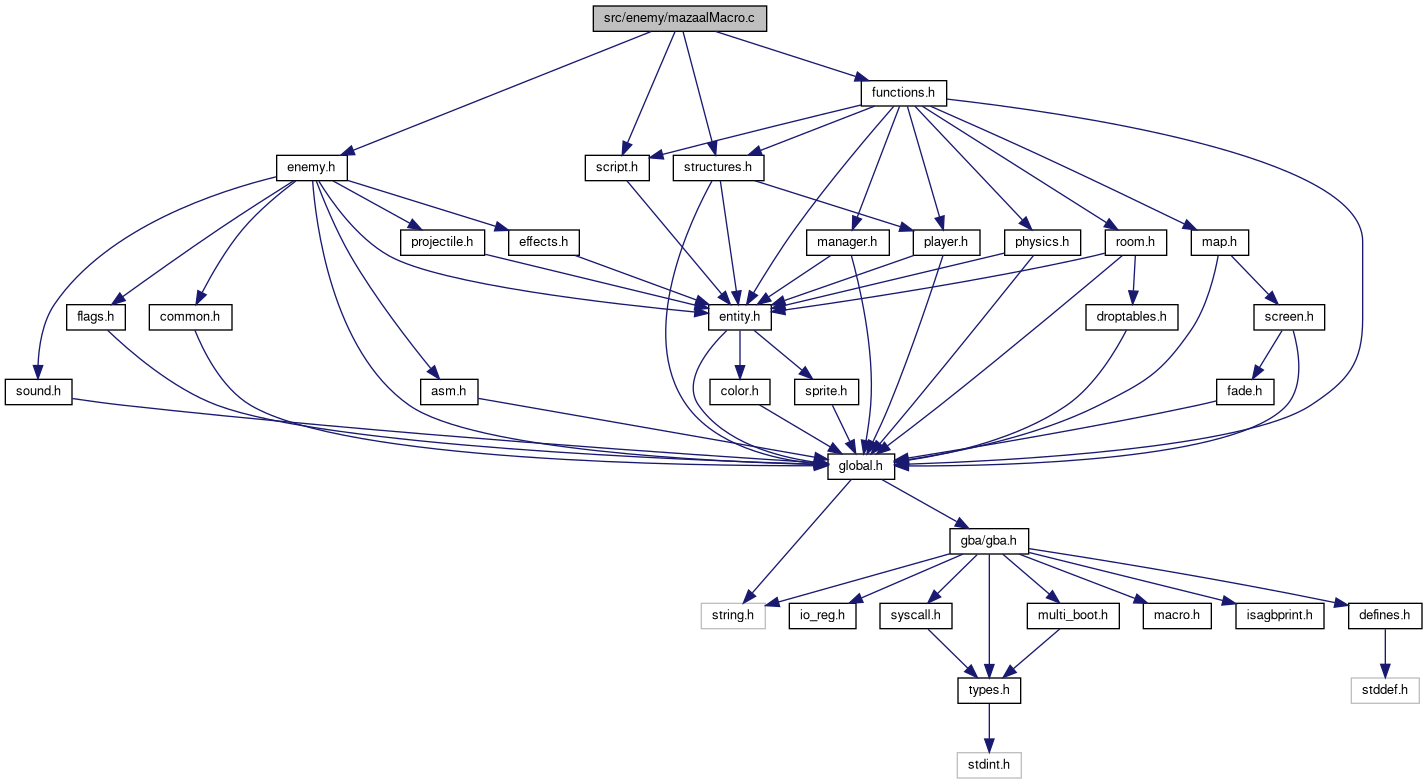 src/enemy/mazaalMacro.c
functions.h
enemy.h
script.h
structures.h
projectile.h
effects.h
manager.h
player.h
physics.h
room.h
map.h
flags.h
common.h
entity.h
droptables.h
screen.h
sound.h
asm.h
color.h
sprite.h
fade.h
global.h
gba/gba.h
string.h
io_reg.h
syscall.h
multi_boot.h
macro.h
isagbprint.h
defines.h
types.h
stddef.h
stdint.h